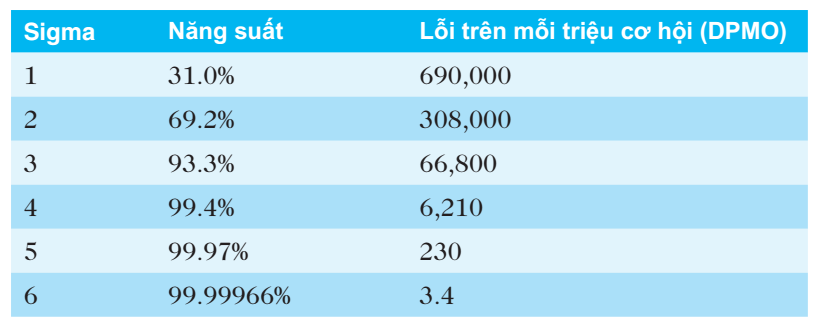 Sigma Năng suất Lỗi trên mỗi triệu cơ hội (DPMO)
1 31.0% 690,000
2 69.2% 308,000
3 93.3% 66,800
4 99.4% 6,210
5 99.97% 230
6 99.99966% 3.4